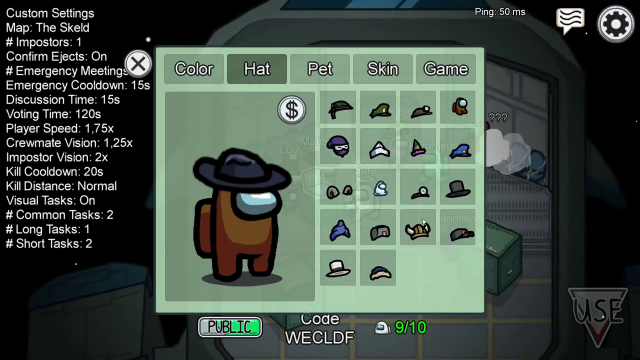 Custom Settings
Map: The Skeld
# Impostors: 1
Confirm Ejects: On
# Emergency Meetings
Emergency Cooldown: 15s
Discussion Time: 15s
Voting Time: 120s
Player Speed: 1,75x
Crewmate Vision: 1,25x
Impostor Vision: 2x
Kill Cooldown: 20s
Kill Distance: Normal
Visual Tasks: On
# Common Tasks: 2
# Long Tasks: 1
# Short Tasks: 2
Ping: 50 ms
Color Hat Pet Skin Game
$
???
PUBLIC
Code
WECLDF
9/10
USE